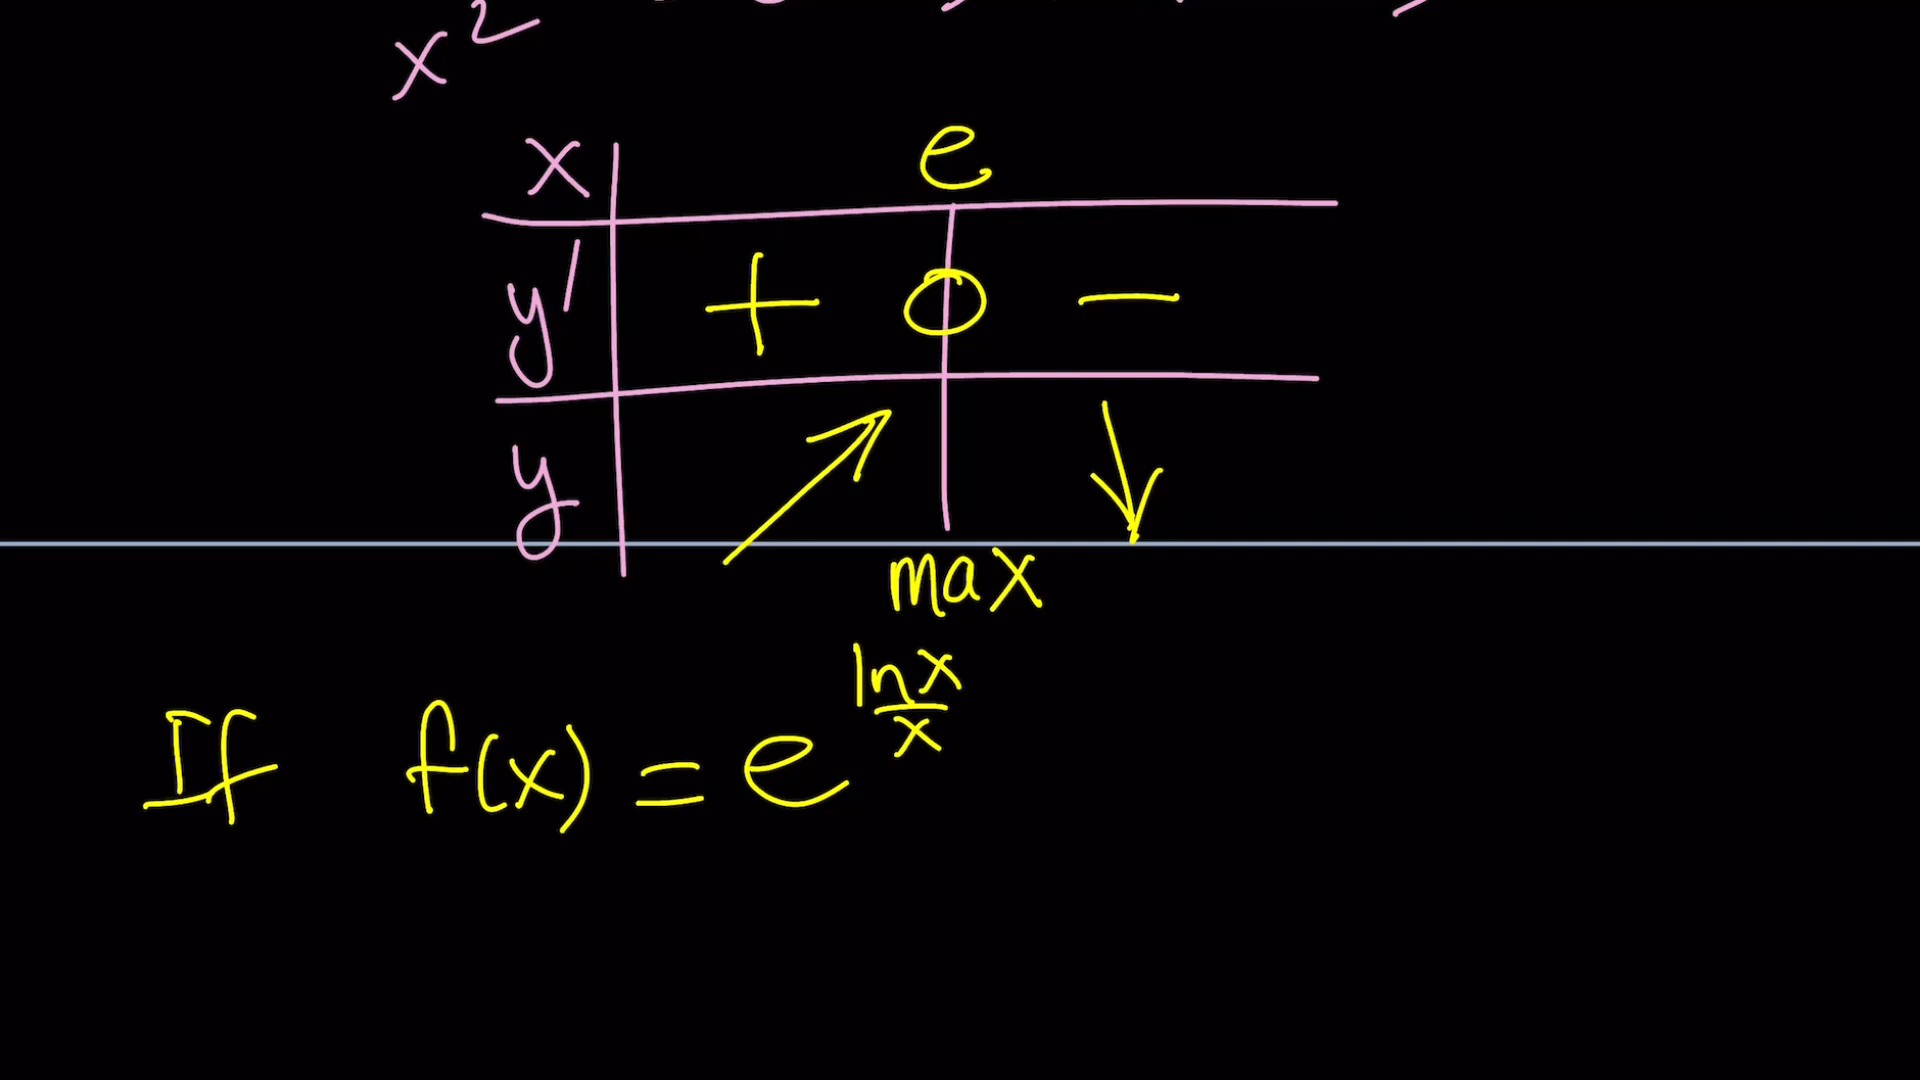 x²
x e
y' + 0 -
y
max
If f(x) = e^(ln x / x)